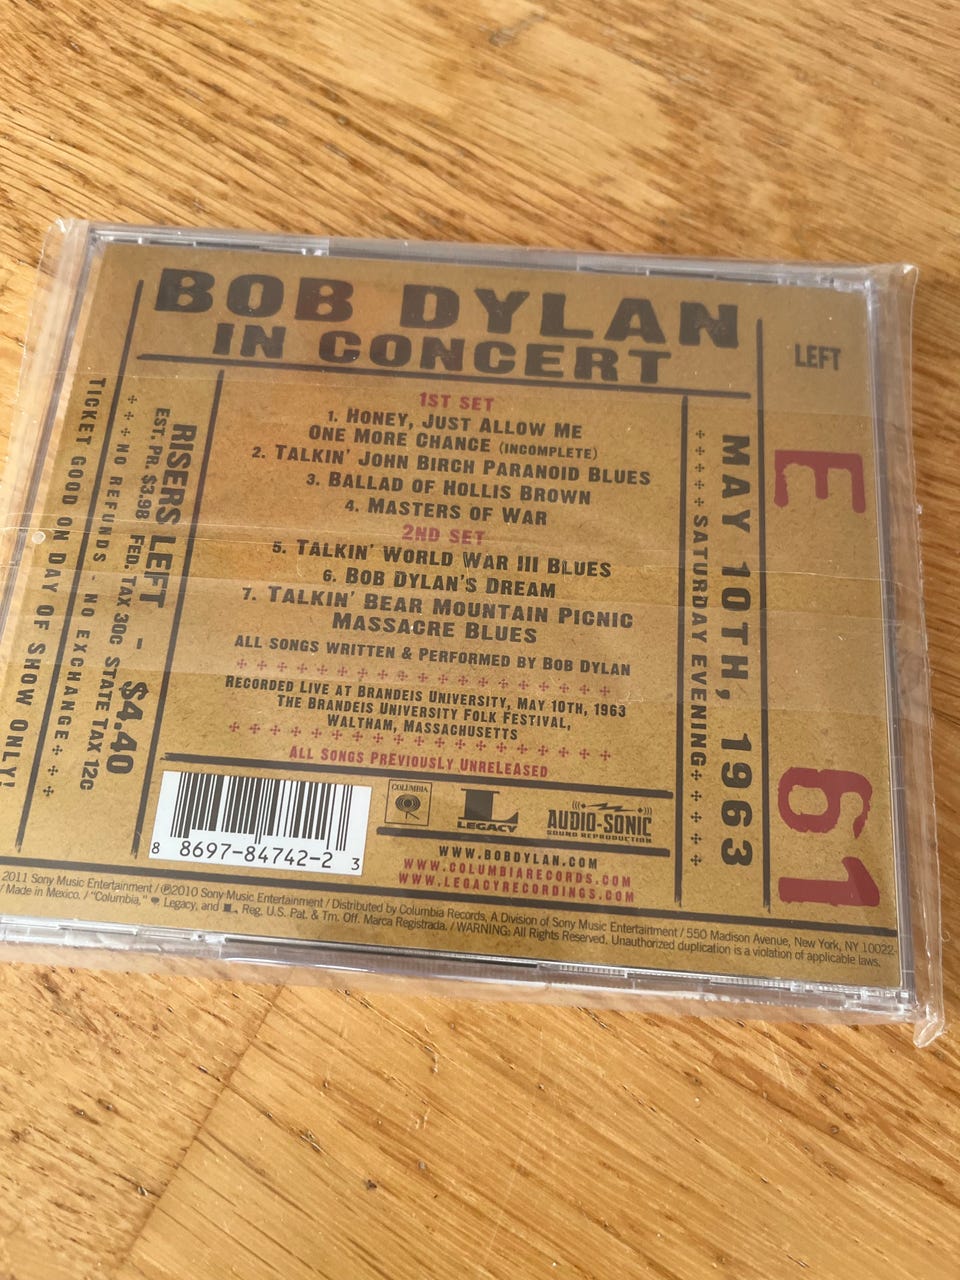 BOB DYLAN
IN CONCERT
1ST SET
1. HONEY, JUST ALLOW ME
ONE MORE CHANCE (INCOMPLETE)
2. TALKIN' JOHN BIRCH PARANOID BLUES
3. BALLAD OF HOLLIS BROWN
4. MASTERS OF WAR
2ND SET
5. TALKIN' WORLD WAR III BLUES
6. BOB DYLAN'S DREAM
7. TALKIN' BEAR MOUNTAIN PICNIC
MASSACRE BLUES
ALL SONGS WRITTEN & PERFORMED BY BOB DYLAN
RECORDED LIVE AT BRANDEIS UNIVERSITY, MAY 10TH, 1963
THE BRANDEIS UNIVERSITY FOLK FESTIVAL,
WALTHAM, MASSACHUSETTS
ALL SONGS PREVIOUSLY UNRELEASED
8 8697-84742-2 3
COLUMBIA
L
LEGACY
AUDIO-SONIC
SOUND REPRODUCTION
WWW.BOBDYLAN.COM
WWW.COLUMBIARECORDS.COM
WWW.LEGACYRECORDINGS.COM
RISERS LEFT - $4.40
EST. PR. $3.98 FED. TAX 30C STATE TAX 12C
NO REFUNDS - NO EXCHANGE
TICKET GOOD ON DAY OF SHOW ONLY!
MAY 10TH, 1963
SATURDAY EVENING
LEFT
E 61
2011 Sony Music Entertainment / ℗2010 Sony Music Entertainment / Distributed by Columbia Records, A Division of Sony Music Entertainment / 550 Madison Avenue, New York, NY 10022-
/ Made in Mexico. / "Columbia," Legacy, and L, Reg. U.S. Pat. & Tm. Off. Marca Registrada. / WARNING: All Rights Reserved. Unauthorized duplication is a violation of applicable laws.